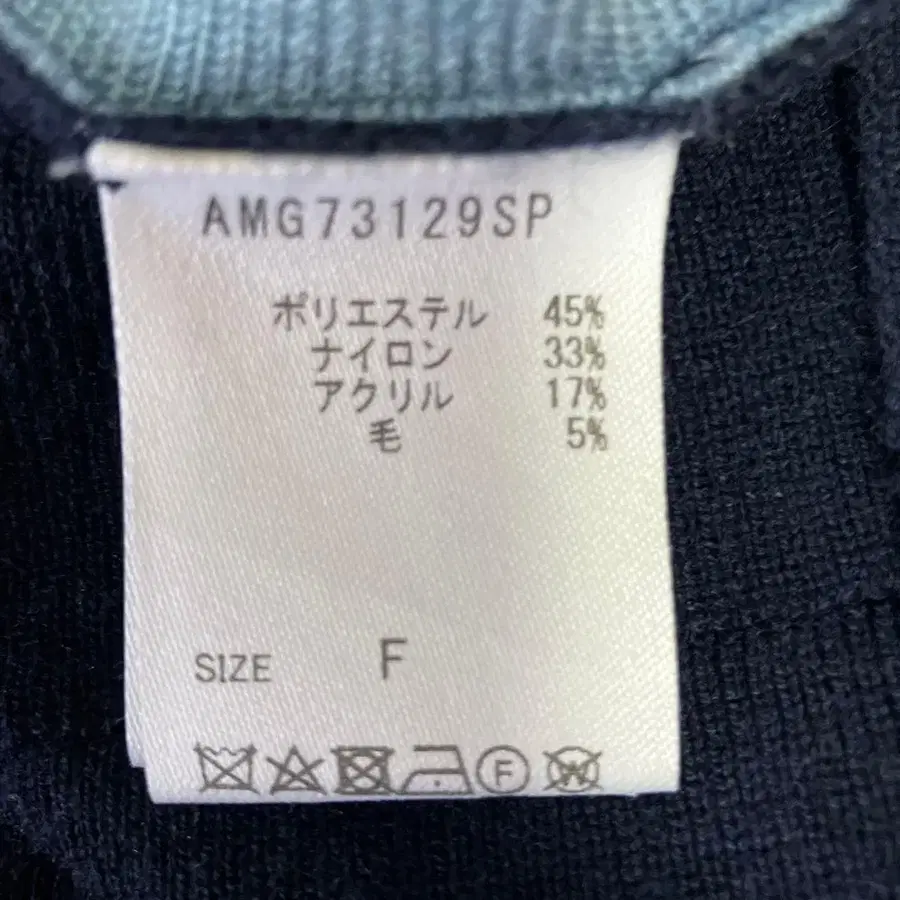 AMG73129SP
ポリエステル 45%
ナイロン 33%
アクリル 17%
毛 5%
SIZE F
F W